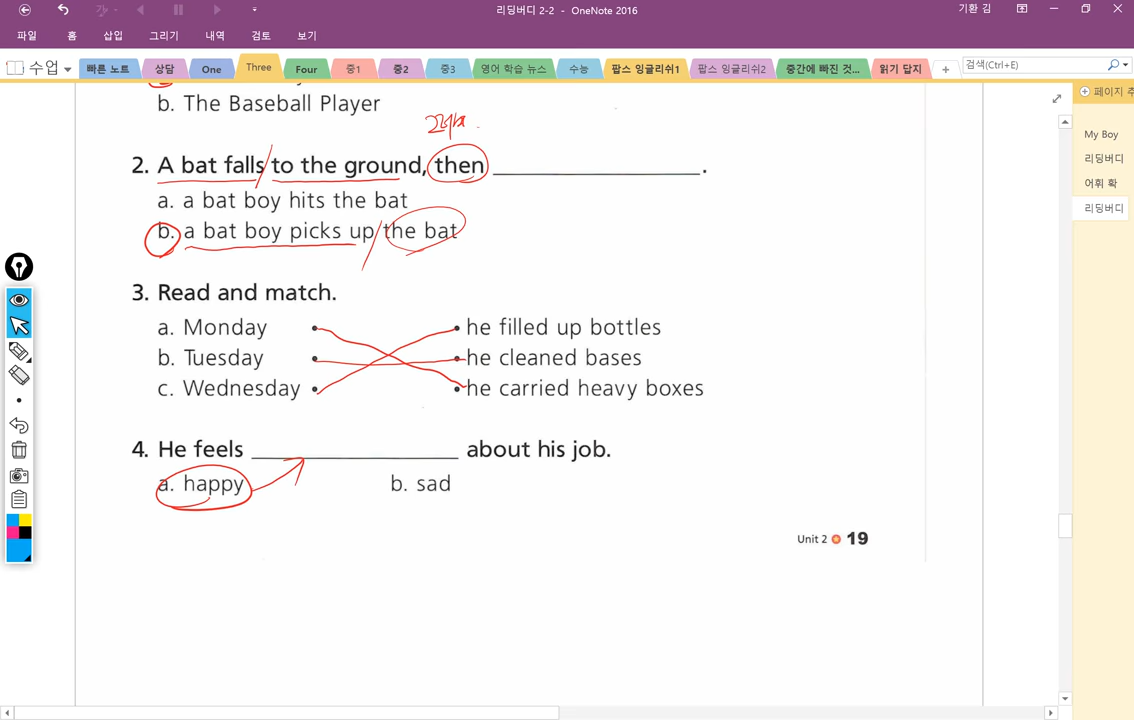 리딩버디 2-2 - OneNote 2016
기환 김
파일 홈 삽입 그리기 내역 검토 보기
수업 빠른 노트 상담 One Three Four 중1 중2 중3 영어 학습 뉴스 수능 팝스 잉글리쉬1 팝스 잉글리쉬2 중간에 빠진 것... 읽기 답지 + 검색(Ctrl+E)
페이지 추
My Boy
리딩버디
어휘 확
리딩버디
b. The Baseball Player
2. A bat falls to the ground, then ____________________.
a. a bat boy hits the bat
b. a bat boy picks up the bat
3. Read and match.
a. Monday • • he filled up bottles
b. Tuesday • • he cleaned bases
c. Wednesday • • he carried heavy boxes
4. He feels ____________________ about his job.
a. happy b. sad
Unit 2 19